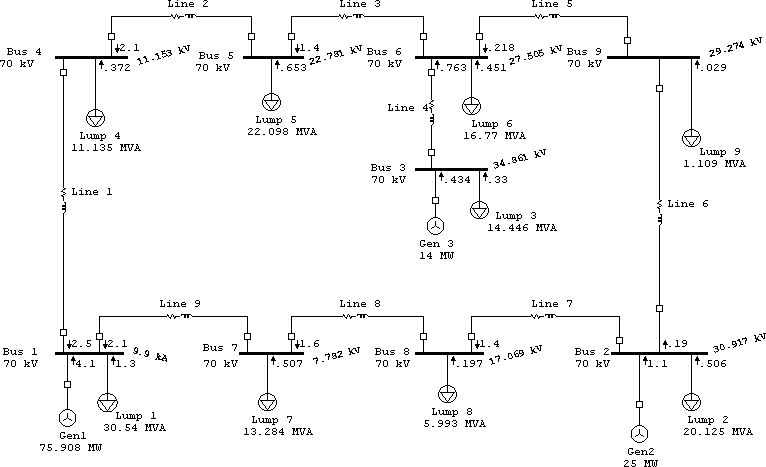 Line 2
Line 3
Line 5
Bus 4
70 kV
2.1
11.153 kV
.372
Bus 5
70 kV
1.4
22.781 kV
.653
Bus 6
70 kV
.218
27.505 kV
.763
.451
Bus 9
70 kV
29.274 kV
.029
Line 4
Lump 4
11.135 MVA
Lump 5
22.098 MVA
Lump 6
16.77 MVA
Lump 9
1.109 MVA
Bus 3
70 kV
34.861 kV
.434
.33
Line 1
Line 6
Gen 3
14 MW
Lump 3
14.446 MVA
Line 9
Line 8
Line 7
Bus 1
70 kV
2.5
2.1
9.9 kA
4.1
1.3
Bus 7
70 kV
1.6
7.782 kV
.507
Bus 8
70 kV
1.4
17.069 kV
.197
Bus 2
70 kV
.19
30.917 kV
1.1
.506
Gen1
75.908 MW
Lump 1
30.54 MVA
Lump 7
13.284 MVA
Lump 8
5.993 MVA
Gen2
25 MW
Lump 2
20.125 MVA